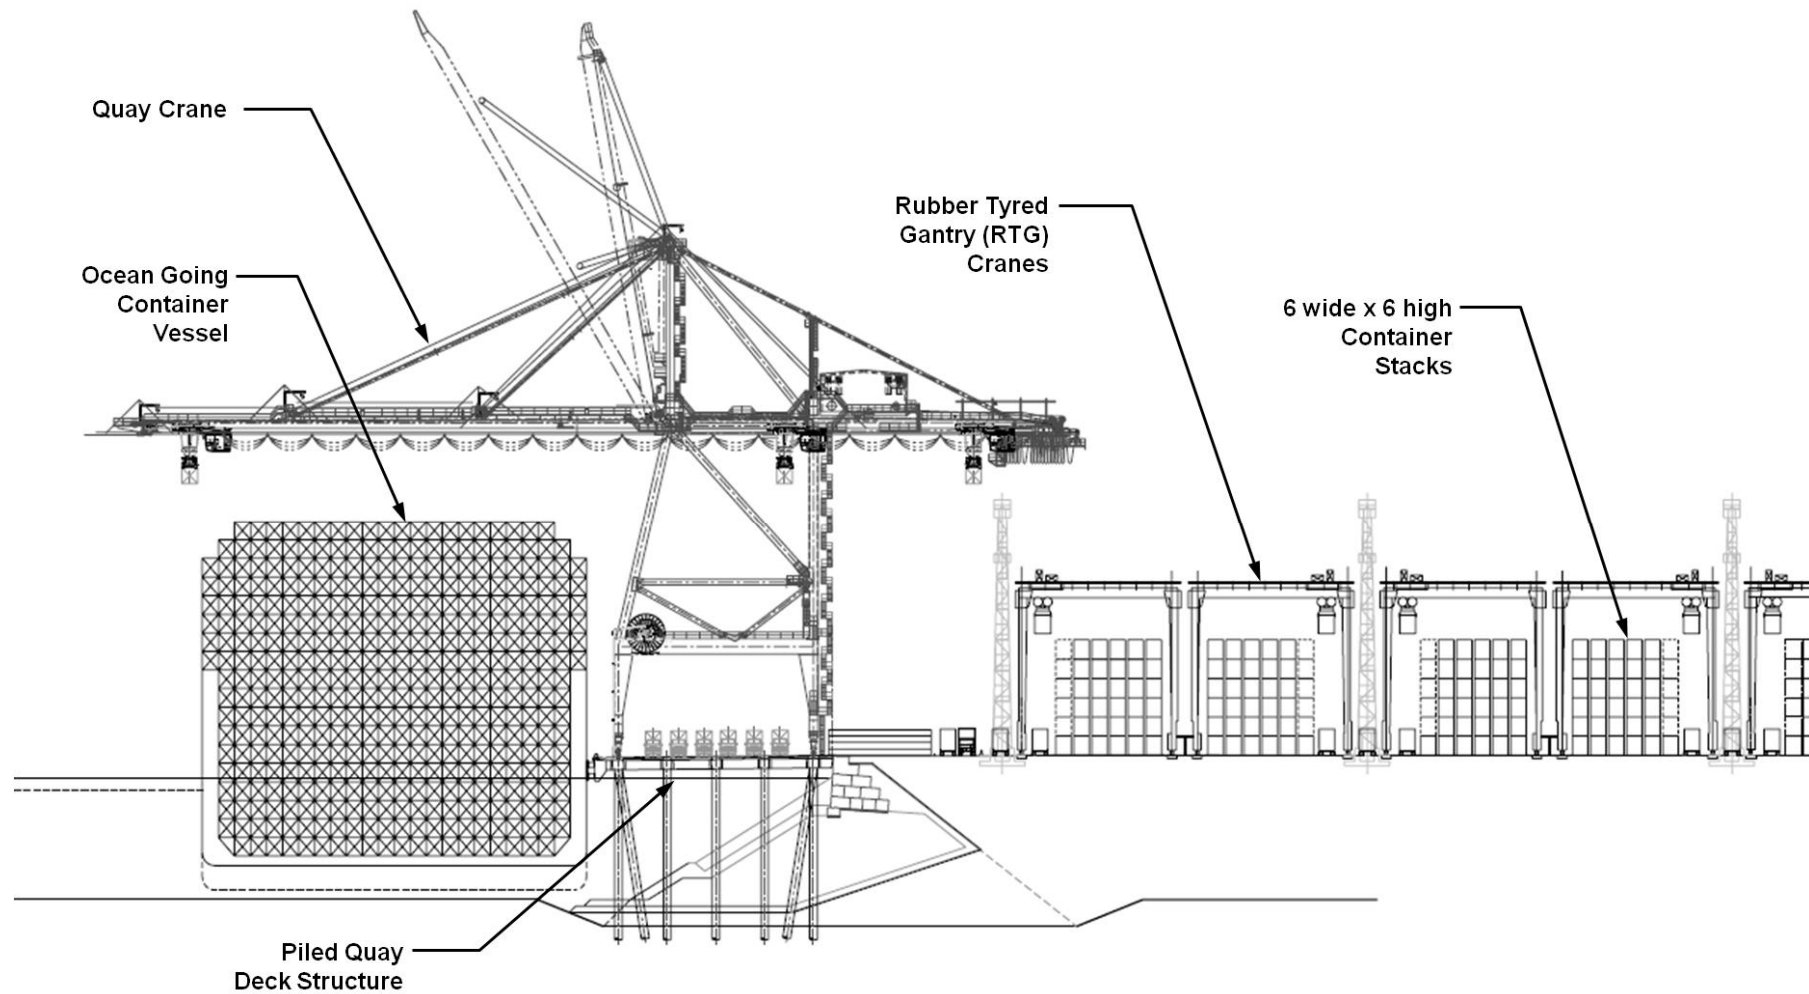 Quay Crane
Ocean Going
Container
Vessel
Rubber Tyred
Gantry (RTG)
Cranes
6 wide x 6 high
Container
Stacks
Piled Quay
Deck Structure